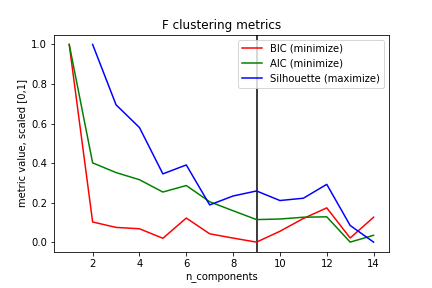 F clustering metrics
BIC (minimize)
AIC (minimize)
Silhouette (maximize)
metric value, scaled [0,1]
1.0
0.8
0.6
0.4
0.2
0.0
2 4 6 8 10 12 14
n_components